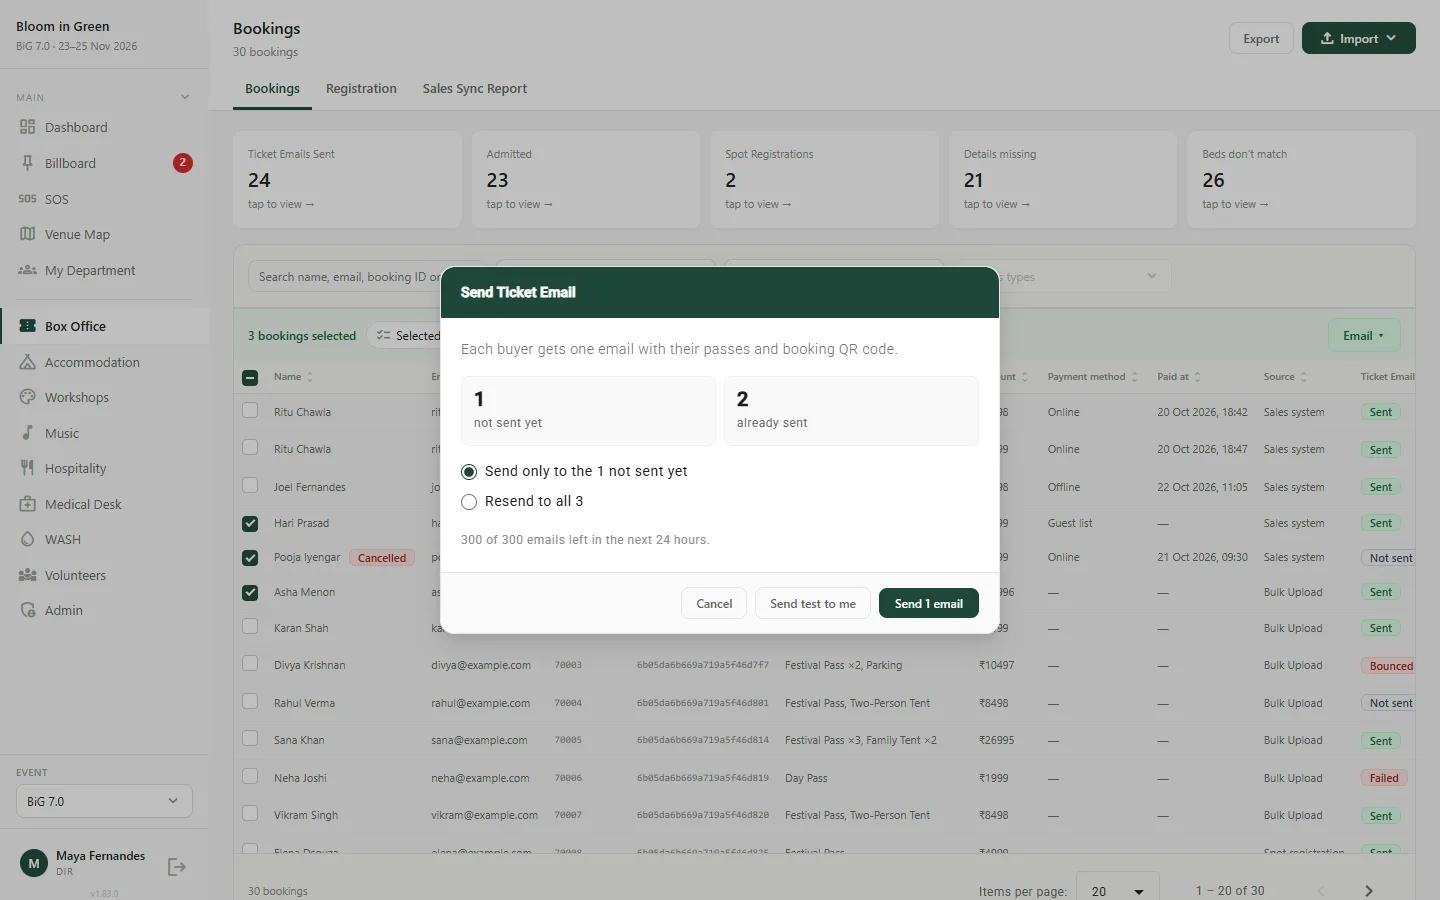 Bloom in Green
BiG 7.0 · 23–25 Nov 2026
MAIN
Dashboard
Billboard 2
SOS SOS
Venue Map
My Department
Box Office
Accommodation
Workshops
Music
Hospitality
Medical Desk
WASH
Volunteers
Admin
EVENT
BiG 7.0
M Maya Fernandes
DIR
v1.83.0
Bookings
30 bookings
Export Import
Bookings Registration Sales Sync Report
Ticket Emails Sent
24
tap to view →
Admitted
23
tap to view →
Spot Registrations
2
tap to view →
Details missing
21
tap to view →
Beds don't match
26
tap to view →
Search name, email, booking ID types
3 bookings selected Selected Email
Name Payment method Paid at Source Ticket Email
Ritu Chawla Online 20 Oct 2026, 18:42 Sales system Sent
Ritu Chawla Online 20 Oct 2026, 18:47 Sales system Sent
Joel Fernandes Offline 22 Oct 2026, 11:05 Sales system Sent
Hari Prasad Guest list — Sales system Sent
Pooja Iyengar Cancelled Online 21 Oct 2026, 09:30 Sales system Not sent
Asha Menon — — Bulk Upload Sent
Karan Shah — — Bulk Upload Sent
Divya Krishnan divya@example.com 70003 6b05da6b669a719a5f46d7f7 Festival Pass ×2, Parking ₹10497 — — Bulk Upload Bounced
Rahul Verma rahul@example.com 70004 6b05da6b669a719a5f46d801 Festival Pass, Two-Person Tent ₹8498 — — Bulk Upload Not sent
Sana Khan sana@example.com 70005 6b05da6b669a719a5f46d814 Festival Pass ×3, Family Tent ×2 ₹26995 — — Bulk Upload Sent
Neha Joshi neha@example.com 70006 6b05da6b669a719a5f46d819 Day Pass ₹1999 — — Bulk Upload Failed
Vikram Singh vikram@example.com 70007 6b05da6b669a719a5f46d820 Festival Pass, Two-Person Tent ₹8498 — — Bulk Upload Sent
30 bookings Items per page: 20 1 – 20 of 30
Send Ticket Email
Each buyer gets one email with their passes and booking QR code.
1
not sent yet
2
already sent
Send only to the 1 not sent yet
Resend to all 3
300 of 300 emails left in the next 24 hours.
Cancel Send test to me Send 1 email